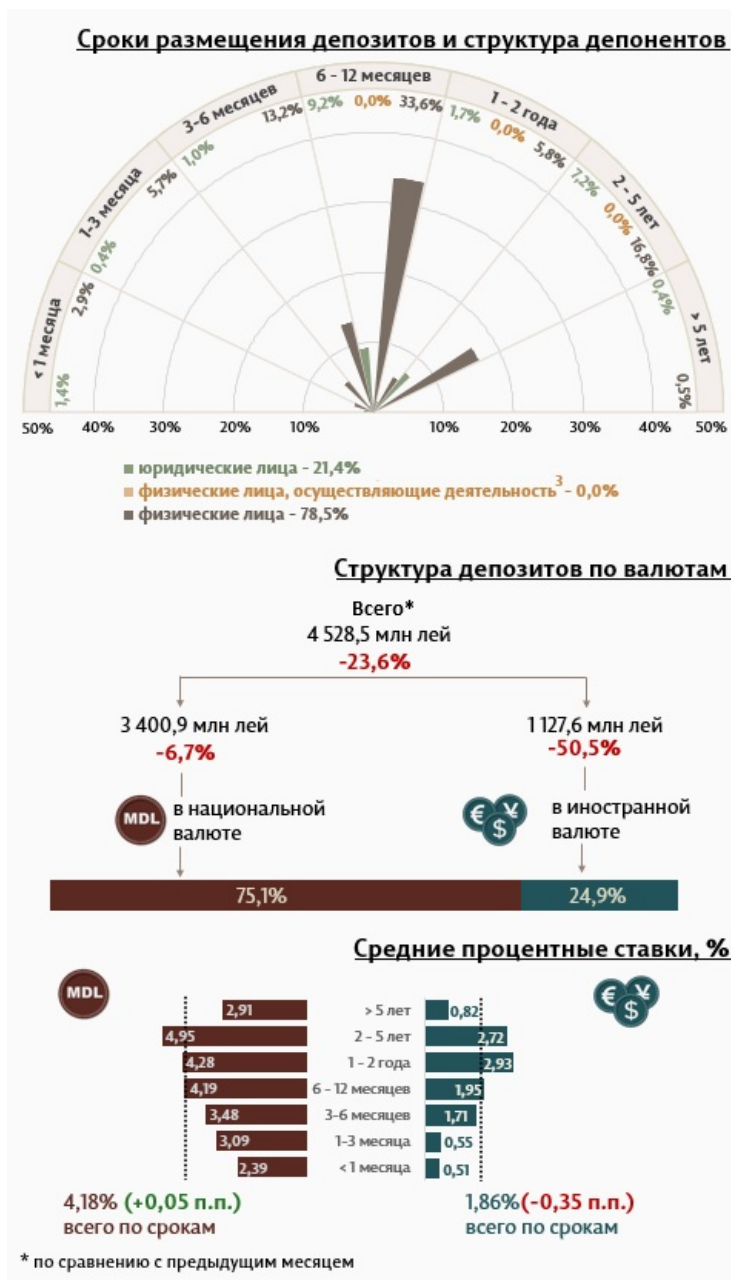 Сроки размещения депозитов и структура депонентов
< 1 месяца
1-3 месяца
3-6 месяцев
6 - 12 месяцев
1 - 2 года
2 - 5 лет
> 5 лет
1,4%
2,9%
0,4%
5,7%
1,0%
13,2%
9,2%
0,0%
33,6%
1,7%
0,0%
5,8%
7,2%
0,0%
16,8%
0,4%
0,5%
50% 40% 30% 20% 10% 10% 20% 30% 40% 50%
юридические лица - 21,4%
физические лица, осуществляющие деятельность³ - 0,0%
физические лица - 78,5%
Структура депозитов по валютам
Всего*
4 528,5 млн лей
-23,6%
3 400,9 млн лей
-6,7%
1 127,6 млн лей
-50,5%
MDL
в национальной
валюте
€ ¥ $
в иностранной
валюте
75,1% 24,9%
Средние процентные ставки, %
MDL
€ ¥ $
2,91 > 5 лет 0,82
4,95 2 - 5 лет 2,72
4,28 1 - 2 года 2,93
4,19 6 - 12 месяцев 1,95
3,48 3-6 месяцев 1,71
3,09 1-3 месяца 0,55
2,39 < 1 месяца 0,51
4,18% (+0,05 п.п.)
всего по срокам
1,86%(-0,35 п.п.)
всего по срокам
* по сравнению с предыдущим месяцем